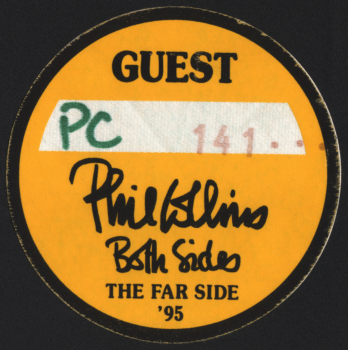 GUEST
PC 141..
Phil Collins
Both Sides
THE FAR SIDE
'95